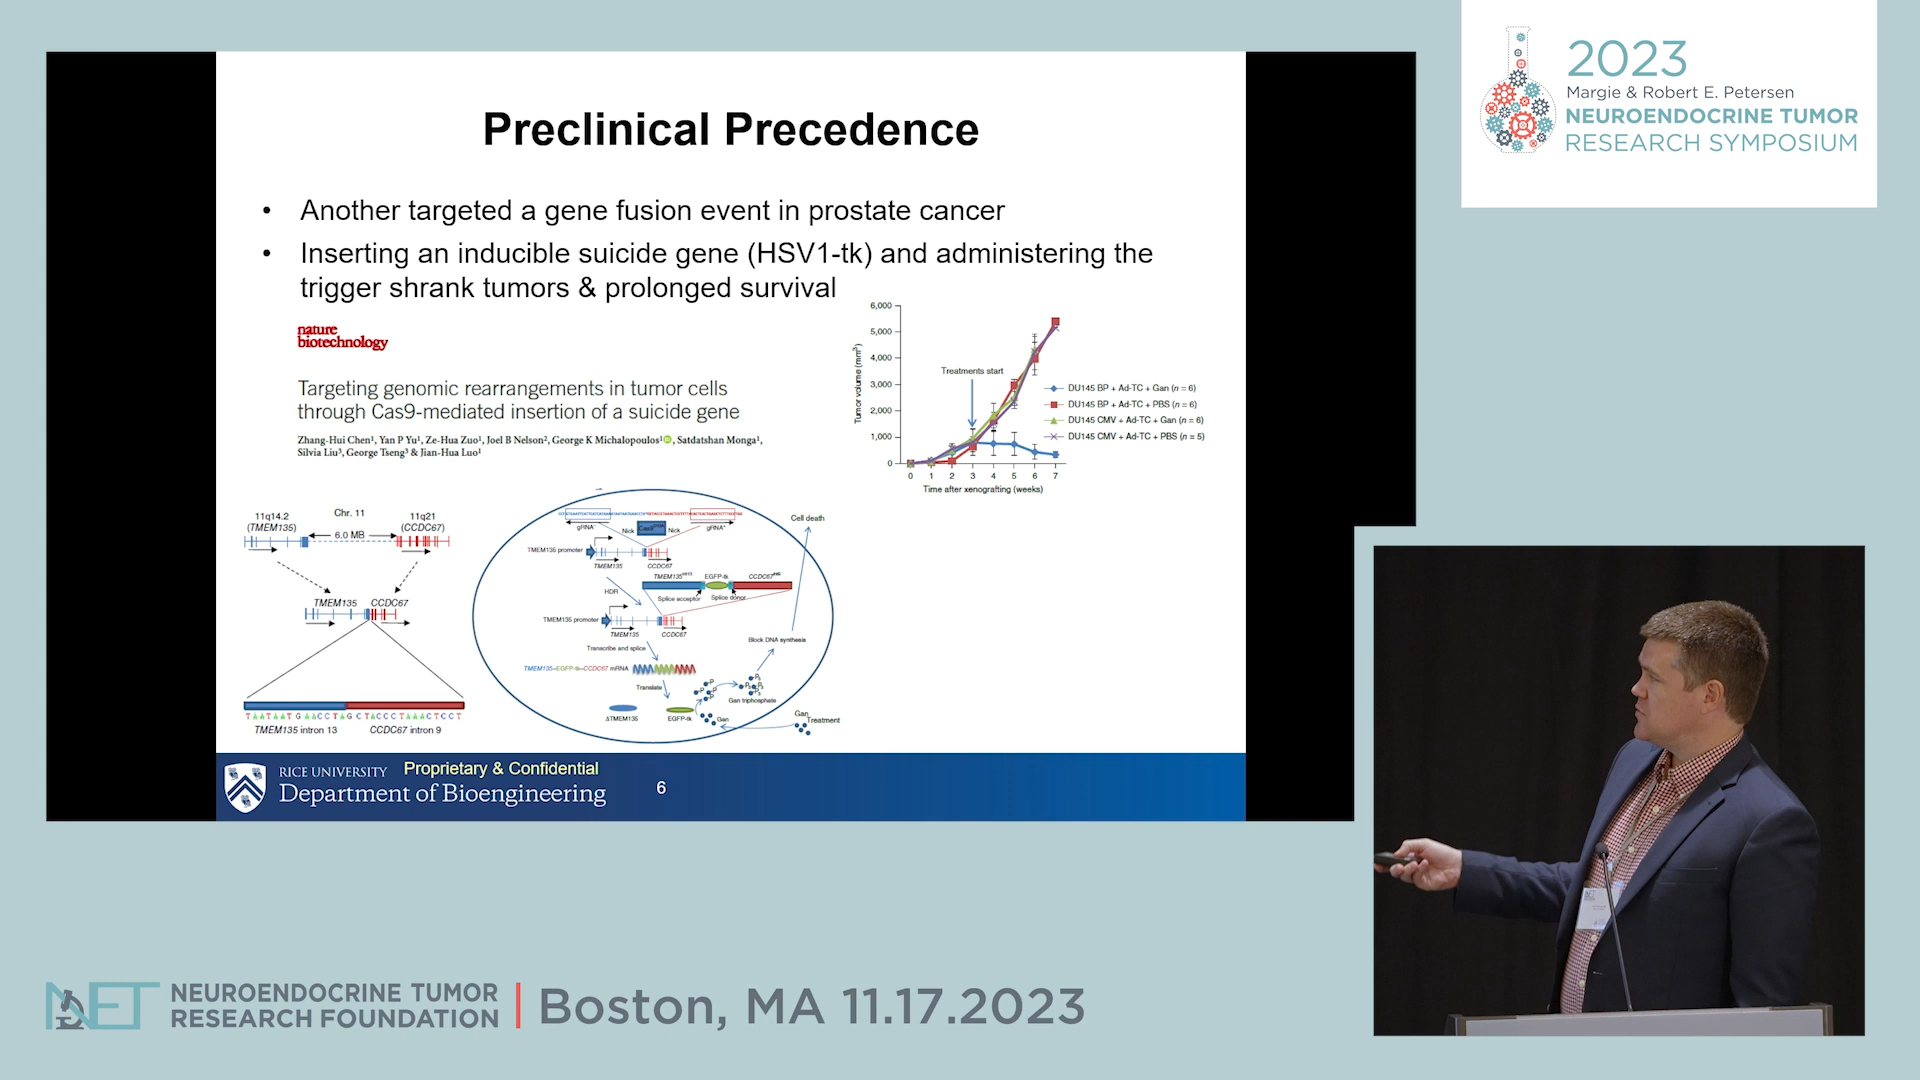 Preclinical Precedence
• Another targeted a gene fusion event in prostate cancer
• Inserting an inducible suicide gene (HSV1-tk) and administering the
trigger shrank tumors & prolonged survival
nature
biotechnology
Targeting genomic rearrangements in tumor cells
through Cas9-mediated insertion of a suicide gene
Zhang-Hui Chen1, Yan P Yu1, Ze-Hua Zuo1, Joel B Nelson2, George K Michalopoulos1, Satdatshan Monga1,
Silvia Liu3, George Tseng3 & Jian-Hua Luo1
Tumor volume (mm3)
6,000
5,000
4,000
3,000
2,000
1,000
0
Treatments start
DU145 BP + Ad-TC + Gan (n = 6)
DU145 BP + Ad-TC + PBS (n = 6)
DU145 CMV + Ad-TC + Gan (n = 6)
DU145 CMV + Ad-TC + PBS (n = 5)
0 1 2 3 4 5 6 7
Time after xenografting (weeks)
11q14.2
(TMEM135)
Chr. 11
11q21
(CCDC67)
6.0 MB
TMEM135 CCDC67
TAATAATGAACCTAGCTACCCTAAACTCCT
TMEM135 intron 13
CCDC67 intron 9
gRNA-
Nick
Nick
gRNA+
TMEM135 promoter
TMEM135
CCDC67
HDR
EGFP-tk
Splice acceptor
Splice donor
TMEM135 promoter
TMEM135
CCDC67
Transcribe and splice
TMEM135–EGFP-tk–CCDC67 mRNA
Translate
ΔTMEM135
EGFP-tk
Gan
Gan triphosphate
Block DNA synthesis
Cell death
Gan
Treatment
RICE UNIVERSITY
Department of Bioengineering
Proprietary & Confidential
6
2023
Margie & Robert E. Petersen
NEUROENDOCRINE TUMOR
RESEARCH SYMPOSIUM
NET
NEUROENDOCRINE TUMOR
RESEARCH FOUNDATION
Boston, MA 11.17.2023